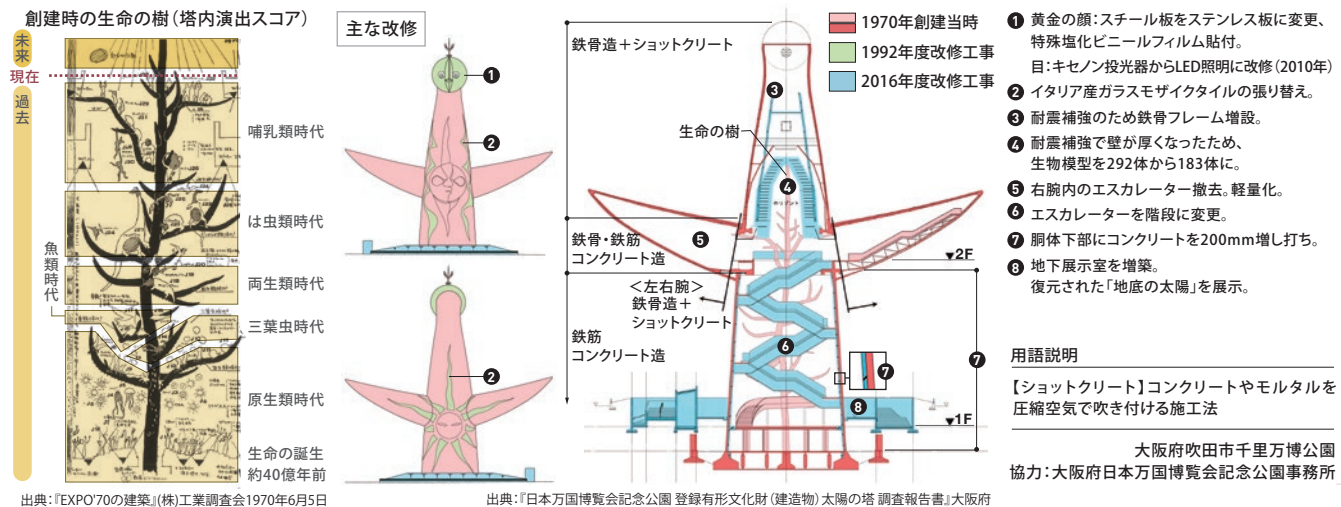 創建時の生命の樹（塔内演出スコア）
未来
現在
過去
哺乳類時代
は虫類時代
魚類時代
両生類時代
三葉虫時代
原生類時代
生命の誕生
約40億年前
出典：『EXPO'70の建築』(株)工業調査会1970年6月5日
主な改修
1
2
2
1970年創建当時
1992年度改修工事
2016年度改修工事
鉄骨造＋ショットクリート
3
生命の樹
4
ホリゾント
鉄骨・鉄筋
コンクリート造
5
▼2F
＜左右腕＞
鉄骨造＋
ショットクリート
鉄筋
コンクリート造
6
7
7
8
▼1F
出典：『日本万国博覧会記念公園 登録有形文化財（建造物）太陽の塔 調査報告書』大阪府
❶ 黄金の顔：スチール板をステンレス板に変更、
特殊塩化ビニールフィルム貼付。
目：キセノン投光器からLED照明に改修（2010年）
❷ イタリア産ガラスモザイクタイルの張り替え。
❸ 耐震補強のため鉄骨フレーム増設。
❹ 耐震補強で壁が厚くなったため、
生物模型を292体から183体に。
❺ 右腕内のエスカレーター撤去。軽量化。
❻ エスカレーターを階段に変更。
❼ 胴体下部にコンクリートを200mm増し打ち。
❽ 地下展示室を増築。
復元された「地底の太陽」を展示。
用語説明
【ショットクリート】コンクリートやモルタルを
圧縮空気で吹き付ける施工法
大阪府吹田市千里万博公園
協力：大阪府日本万国博覧会記念公園事務所